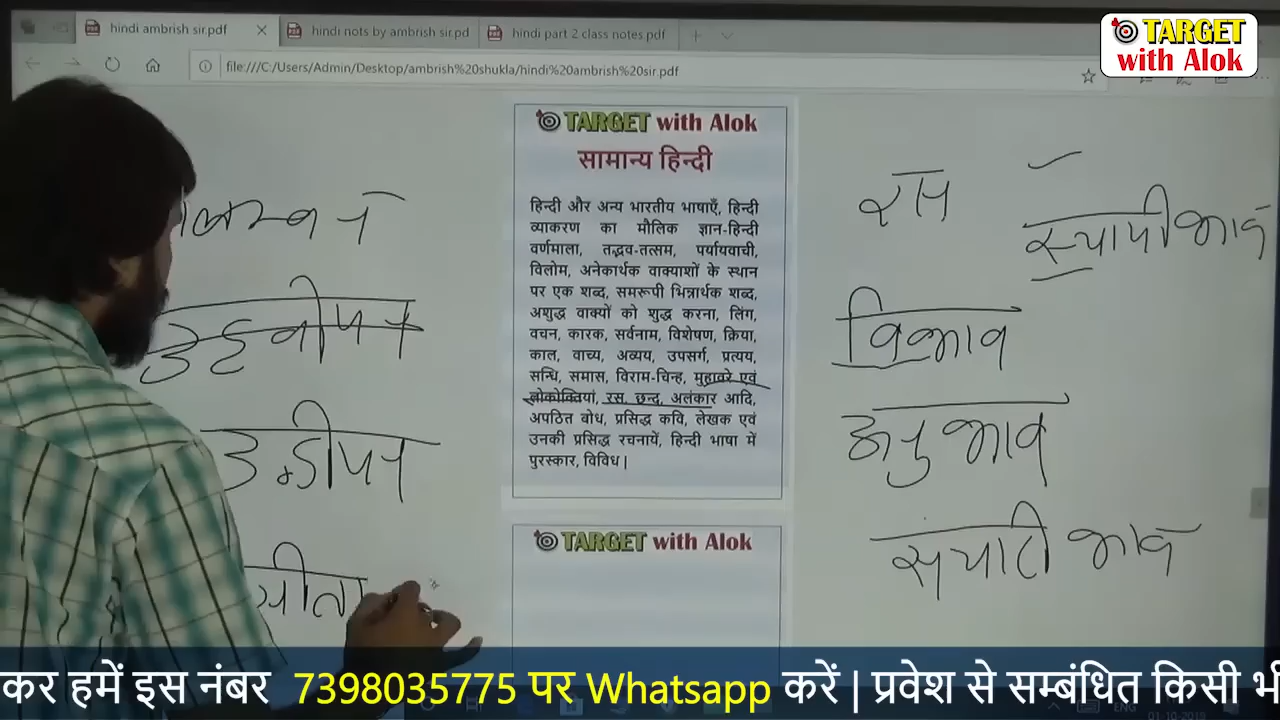 hindi ambrish sir.pdf
hindi nots by ambrish sir.pd
hindi part 2 class notes.pdf
file:///C:/Users/Admin/Desktop/ambrish%20shukla/hindi%20ambrish%20sir.pdf
TARGET
with Alok
TARGET with Alok
सामान्य हिन्दी
हिन्दी और अन्य भारतीय भाषाएँ, हिन्दी
व्याकरण का मौलिक ज्ञान-हिन्दी
वर्णमाला, तद्भव-तत्सम, पर्यायवाची,
विलोम, अनेकार्थक वाक्याशों के स्थान
पर एक शब्द, समरूपी भिन्नार्थक शब्द,
अशुद्ध वाक्यों को शुद्ध करना, लिंग,
वचन, कारक, सर्वनाम, विशेषण, क्रिया,
काल, वाच्य, अव्यय, उपसर्ग, प्रत्यय,
सन्धि, समास, विराम-चिन्ह, मुहावरे एवं
लोकोक्तियां, रस, छन्द, अलंकार आदि,
अपठित बोध, प्रसिद्ध कवि, लेखक एवं
उनकी प्रसिद्ध रचनायें, हिन्दी भाषा में
पुरस्कार, विविध |
TARGET with Alok
लम्बन
उद्दीपन
सीता
रस
स्थायी भाव
विभाव
अनुभाव
संचारी भाव
कर हमें इस नंबर 7398035775 पर Whatsapp करें | प्रवेश से सम्बंधित किसी भी
01-10-2018